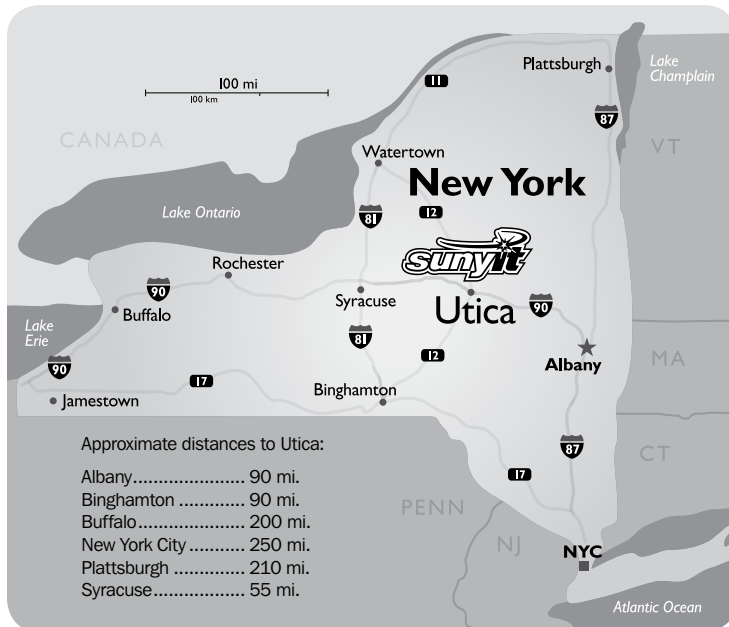 Plattsburgh
Lake
Champlain
11
100 mi
100 km
87
CANADA
VT
Watertown
New York
Lake Ontario
81
12
sunyit
Rochester
90
Syracuse
Utica
90
Buffalo
Lake
Erie
81
12
Albany
MA
90
17
Binghamton
Jamestown
87
CT
17
Approximate distances to Utica:
Albany...................... 90 mi.
Binghamton ............. 90 mi.
Buffalo..................... 200 mi.
New York City ........... 250 mi.
Plattsburgh .............. 210 mi.
Syracuse.................. 55 mi.
PENN
NJ
NYC
Atlantic Ocean